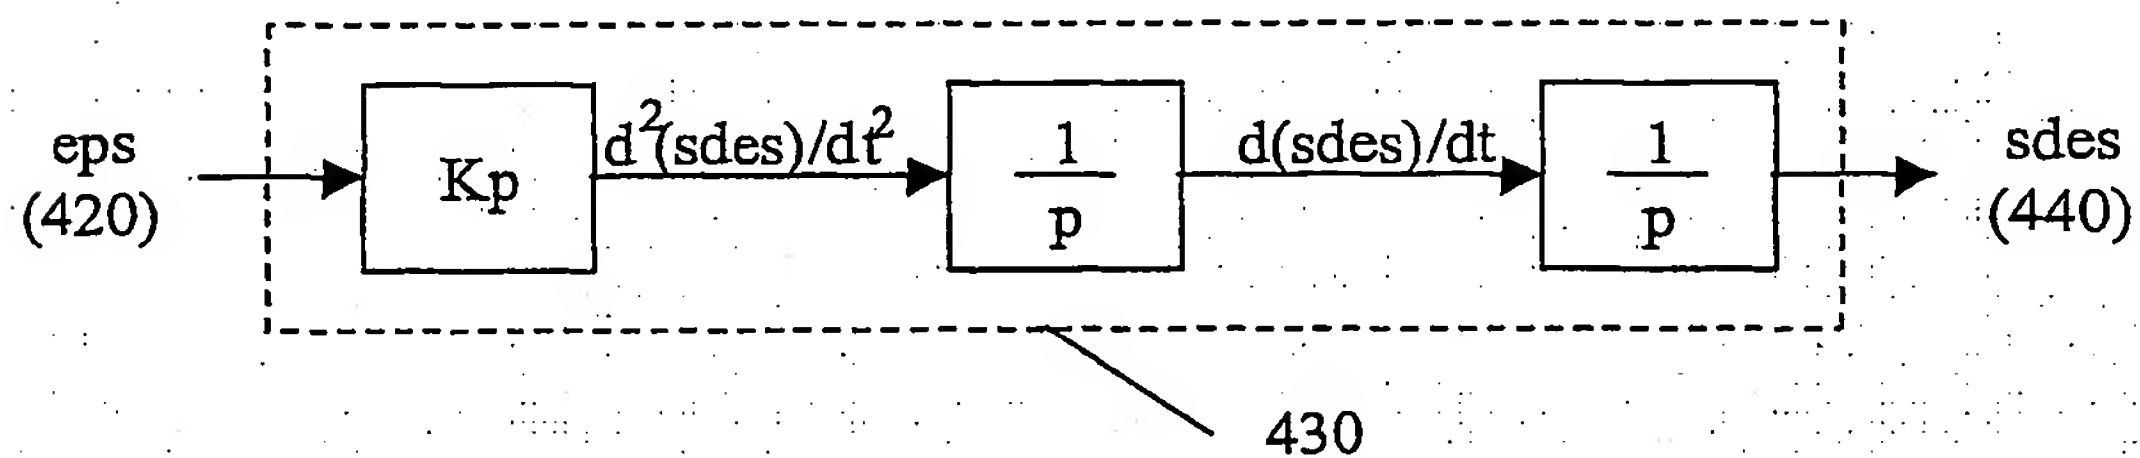 eps
(420)
Kp
d²(sdes)/dt²
1
p
d(sdes)/dt
1
p
sdes
(440)
430